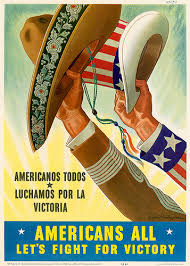 AMERICANOS TODOS
LUCHAMOS POR LA
VICTORIA
AMERICANS ALL
LET'S FIGHT FOR VICTORY